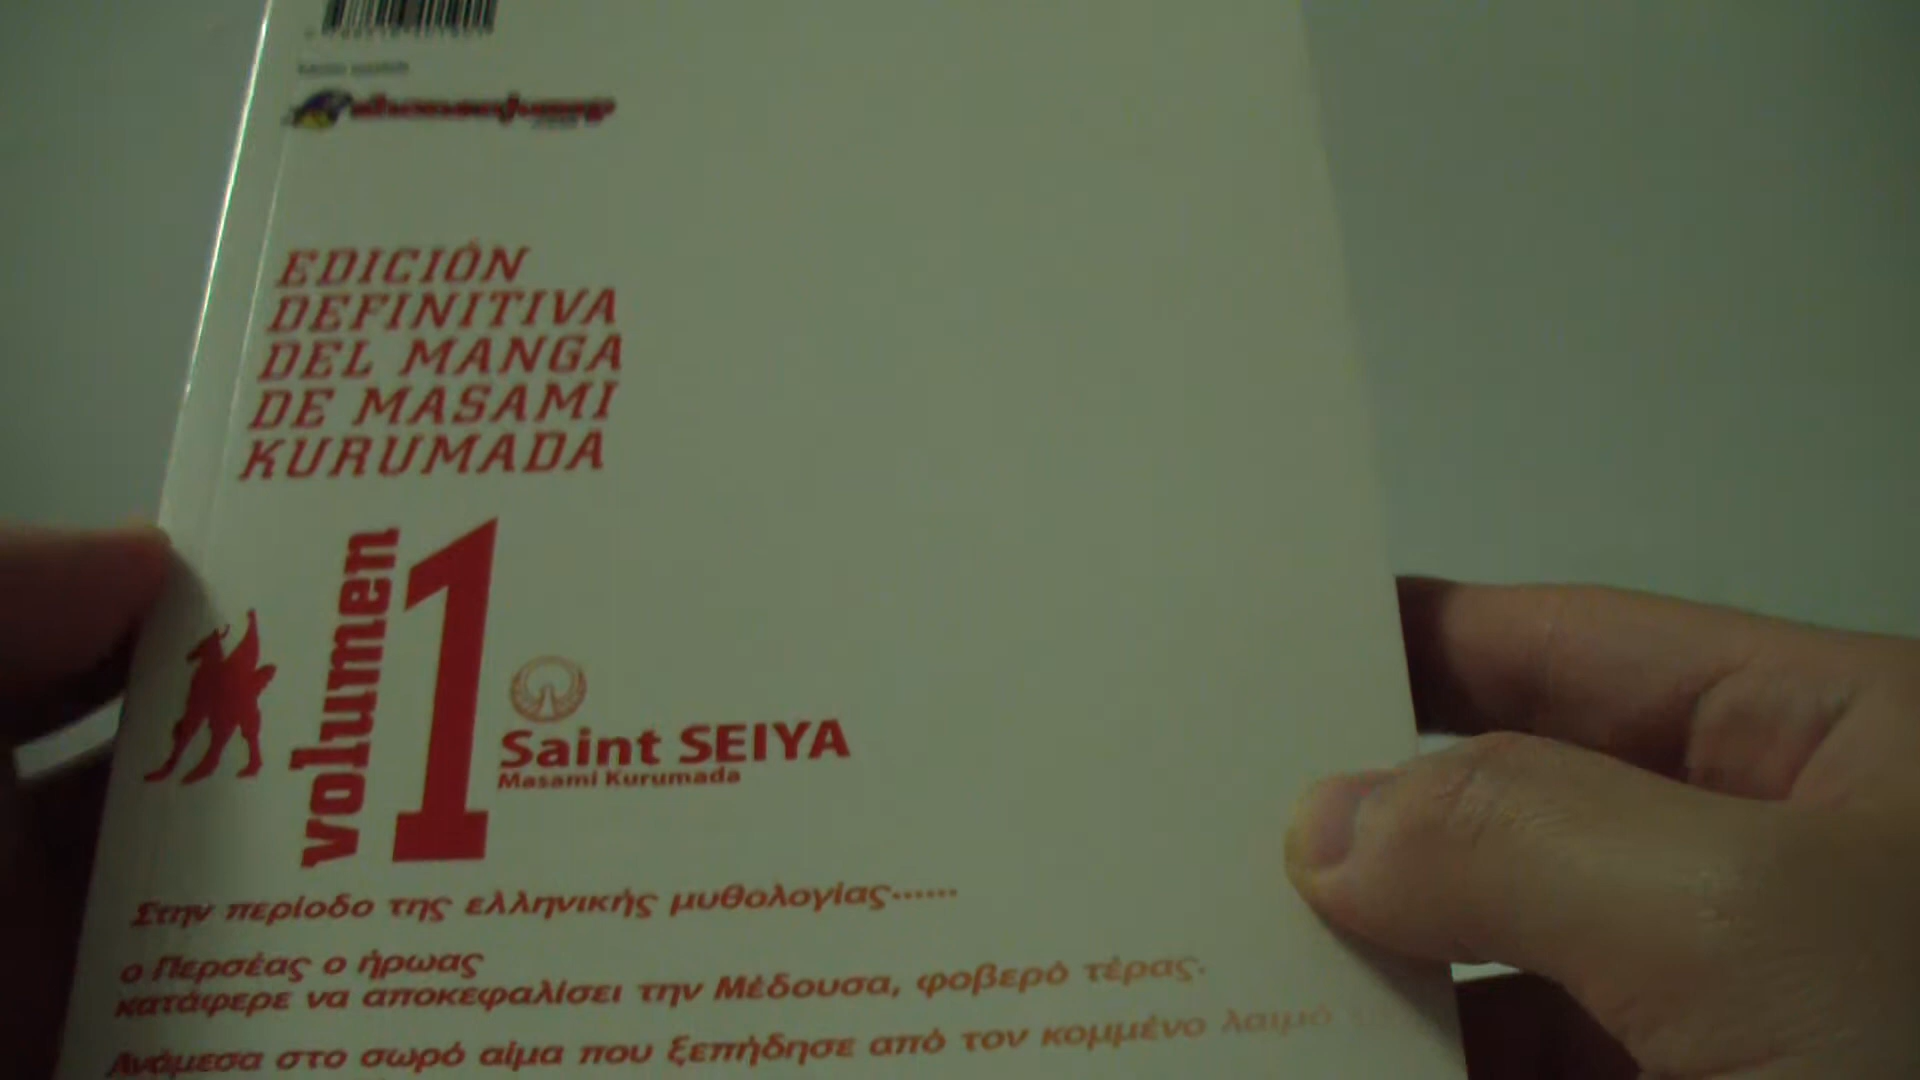 EDICIÓN
DEFINITIVA
DEL MANGA
DE MASAMI
KURUMADA
volumen
1
Saint SEIYA
Masami Kurumada
Στην περίοδο της ελληνικής μυθολογίας......
ο Περσέας ο ήρωας
κατάφερε να αποκεφαλίσει την Μέδουσα, φοβερό τέρας.
Ανάμεσα στο σωρό αίμα που ξεπήδησε από τον κομμένο λαιμό